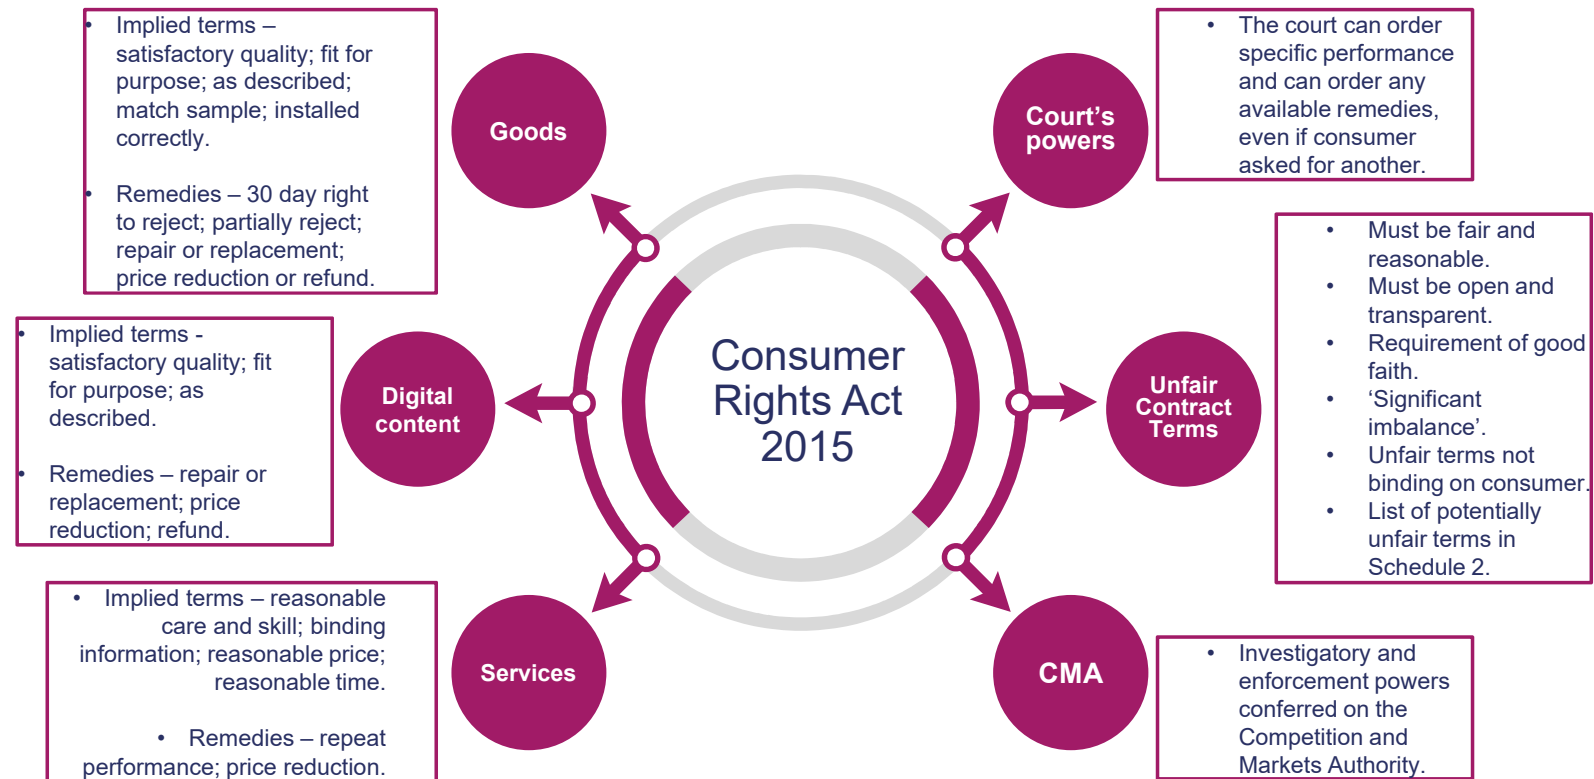 • Implied terms –
satisfactory quality; fit for
purpose; as described;
match sample; installed
correctly.
• Remedies – 30 day right
to reject; partially reject;
repair or replacement;
price reduction or refund.
Goods
• Implied terms -
satisfactory quality; fit
for purpose; as
described.
• Remedies – repair or
replacement; price
reduction; refund.
Digital
content
• Implied terms – reasonable
care and skill; binding
information; reasonable price;
reasonable time.
• Remedies – repeat
performance; price reduction.
Services
Consumer
Rights Act
2015
Court's
powers
• The court can order
specific performance
and can order any
available remedies,
even if consumer
asked for another.
Unfair
Contract
Terms
• Must be fair and
reasonable.
• Must be open and
transparent.
• Requirement of good
faith.
• ‘Significant
imbalance’.
• Unfair terms not
binding on consumer.
• List of potentially
unfair terms in
Schedule 2.
CMA
• Investigatory and
enforcement powers
conferred on the
Competition and
Markets Authority.